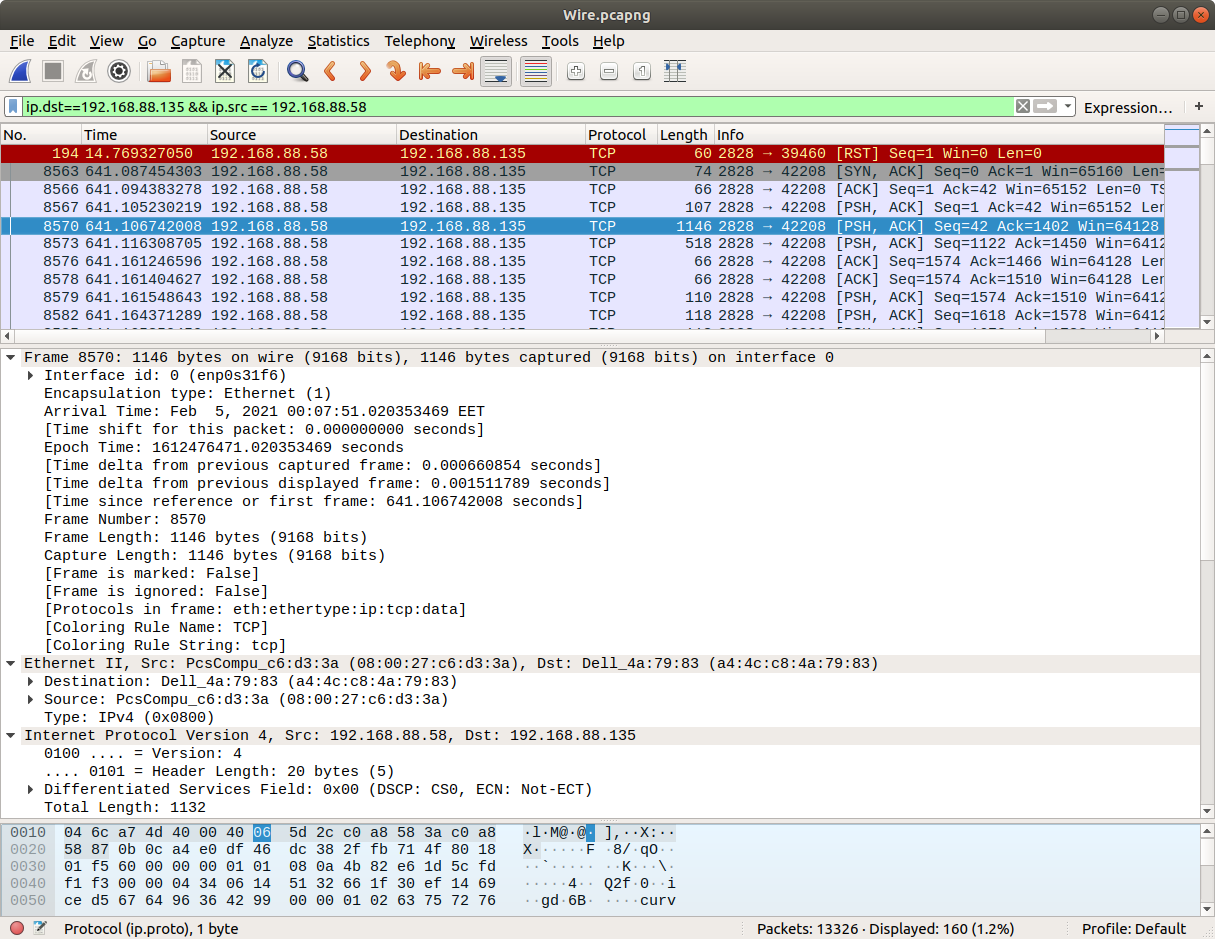 Wire.pcapng
File Edit View Go Capture Analyze Statistics Telephony Wireless Tools Help
ip.dst==192.168.88.135 && ip.src == 192.168.88.58 Expression… +
No. Time Source Destination Protocol Length Info
194 14.769327050 192.168.88.58 192.168.88.135 TCP 60 2828 → 39460 [RST] Seq=1 Win=0 Len=0
8563 641.087454303 192.168.88.58 192.168.88.135 TCP 74 2828 → 42208 [SYN, ACK] Seq=0 Ack=1 Win=65160 Len=
8566 641.094383278 192.168.88.58 192.168.88.135 TCP 66 2828 → 42208 [ACK] Seq=1 Ack=42 Win=65152 Len=0 TS
8567 641.105230219 192.168.88.58 192.168.88.135 TCP 107 2828 → 42208 [PSH, ACK] Seq=1 Ack=42 Win=65152 Len
8570 641.106742008 192.168.88.58 192.168.88.135 TCP 1146 2828 → 42208 [PSH, ACK] Seq=42 Ack=1402 Win=64128
8573 641.116308705 192.168.88.58 192.168.88.135 TCP 518 2828 → 42208 [PSH, ACK] Seq=1122 Ack=1450 Win=6412
8576 641.161246596 192.168.88.58 192.168.88.135 TCP 66 2828 → 42208 [ACK] Seq=1574 Ack=1466 Win=64128 Len
8578 641.161404627 192.168.88.58 192.168.88.135 TCP 66 2828 → 42208 [ACK] Seq=1574 Ack=1510 Win=64128 Len
8579 641.161548643 192.168.88.58 192.168.88.135 TCP 110 2828 → 42208 [PSH, ACK] Seq=1574 Ack=1510 Win=6412
8582 641.164371289 192.168.88.58 192.168.88.135 TCP 118 2828 → 42208 [PSH, ACK] Seq=1618 Ack=1578 Win=6412
Frame 8570: 1146 bytes on wire (9168 bits), 1146 bytes captured (9168 bits) on interface 0
Interface id: 0 (enp0s31f6)
Encapsulation type: Ethernet (1)
Arrival Time: Feb  5, 2021 00:07:51.020353469 EET
[Time shift for this packet: 0.000000000 seconds]
Epoch Time: 1612476471.020353469 seconds
[Time delta from previous captured frame: 0.000660854 seconds]
[Time delta from previous displayed frame: 0.001511789 seconds]
[Time since reference or first frame: 641.106742008 seconds]
Frame Number: 8570
Frame Length: 1146 bytes (9168 bits)
Capture Length: 1146 bytes (9168 bits)
[Frame is marked: False]
[Frame is ignored: False]
[Protocols in frame: eth:ethertype:ip:tcp:data]
[Coloring Rule Name: TCP]
[Coloring Rule String: tcp]
Ethernet II, Src: PcsCompu_c6:d3:3a (08:00:27:c6:d3:3a), Dst: Dell_4a:79:83 (a4:4c:c8:4a:79:83)
Destination: Dell_4a:79:83 (a4:4c:c8:4a:79:83)
Source: PcsCompu_c6:d3:3a (08:00:27:c6:d3:3a)
Type: IPv4 (0x0800)
Internet Protocol Version 4, Src: 192.168.88.58, Dst: 192.168.88.135
0100 .... = Version: 4
.... 0101 = Header Length: 20 bytes (5)
Differentiated Services Field: 0x00 (DSCP: CS0, ECN: Not-ECT)
Total Length: 1132
0010 04 6c a7 4d 40 00 40 06 5d 2c c0 a8 58 3a c0 a8 ·l·M@·@· ],··X:··
0020 58 87 0b 0c a4 e0 df 46 dc 38 2f fb 71 4f 80 18 X······F ·8/·qO··
0030 01 f5 60 00 00 00 01 01 08 0a 4b 82 e6 1d 5c fd ··`····· ··K···\·
0040 f1 f3 00 00 04 34 06 14 51 32 66 1f 30 ef 14 69 ·····4·· Q2f·0··i
0050 ce d5 67 64 96 36 42 99 00 00 01 02 63 75 72 76 ··gd·6B· ····curv
Protocol (ip.proto), 1 byte Packets: 13326 · Displayed: 160 (1.2%) Profile: Default